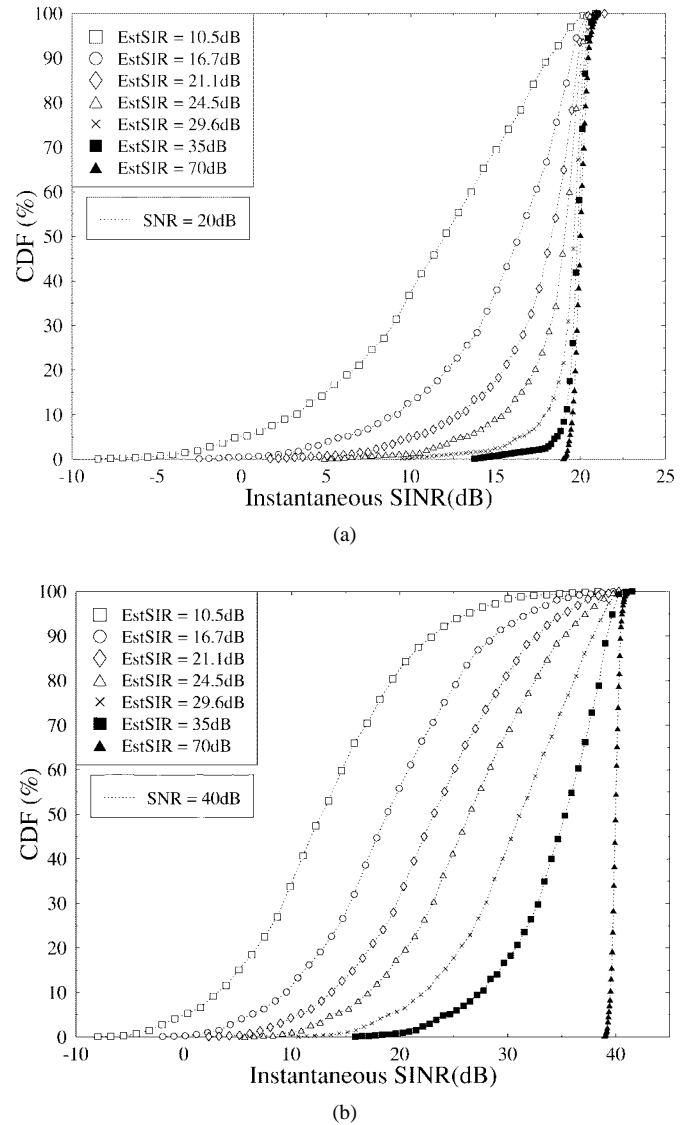 100
90
80
70
60
50
40
30
20
10
0
CDF (%)
EstSIR = 10.5dB
EstSIR = 16.7dB
EstSIR = 21.1dB
EstSIR = 24.5dB
EstSIR = 29.6dB
EstSIR = 35dB
EstSIR = 70dB
SNR = 20dB
-10 -5 0 5 10 15 20 25
Instantaneous SINR(dB)
(a)
100
90
80
70
60
50
40
30
20
10
0
CDF (%)
EstSIR = 10.5dB
EstSIR = 16.7dB
EstSIR = 21.1dB
EstSIR = 24.5dB
EstSIR = 29.6dB
EstSIR = 35dB
EstSIR = 70dB
SNR = 40dB
-10 0 10 20 30 40
Instantaneous SINR(dB)
(b)